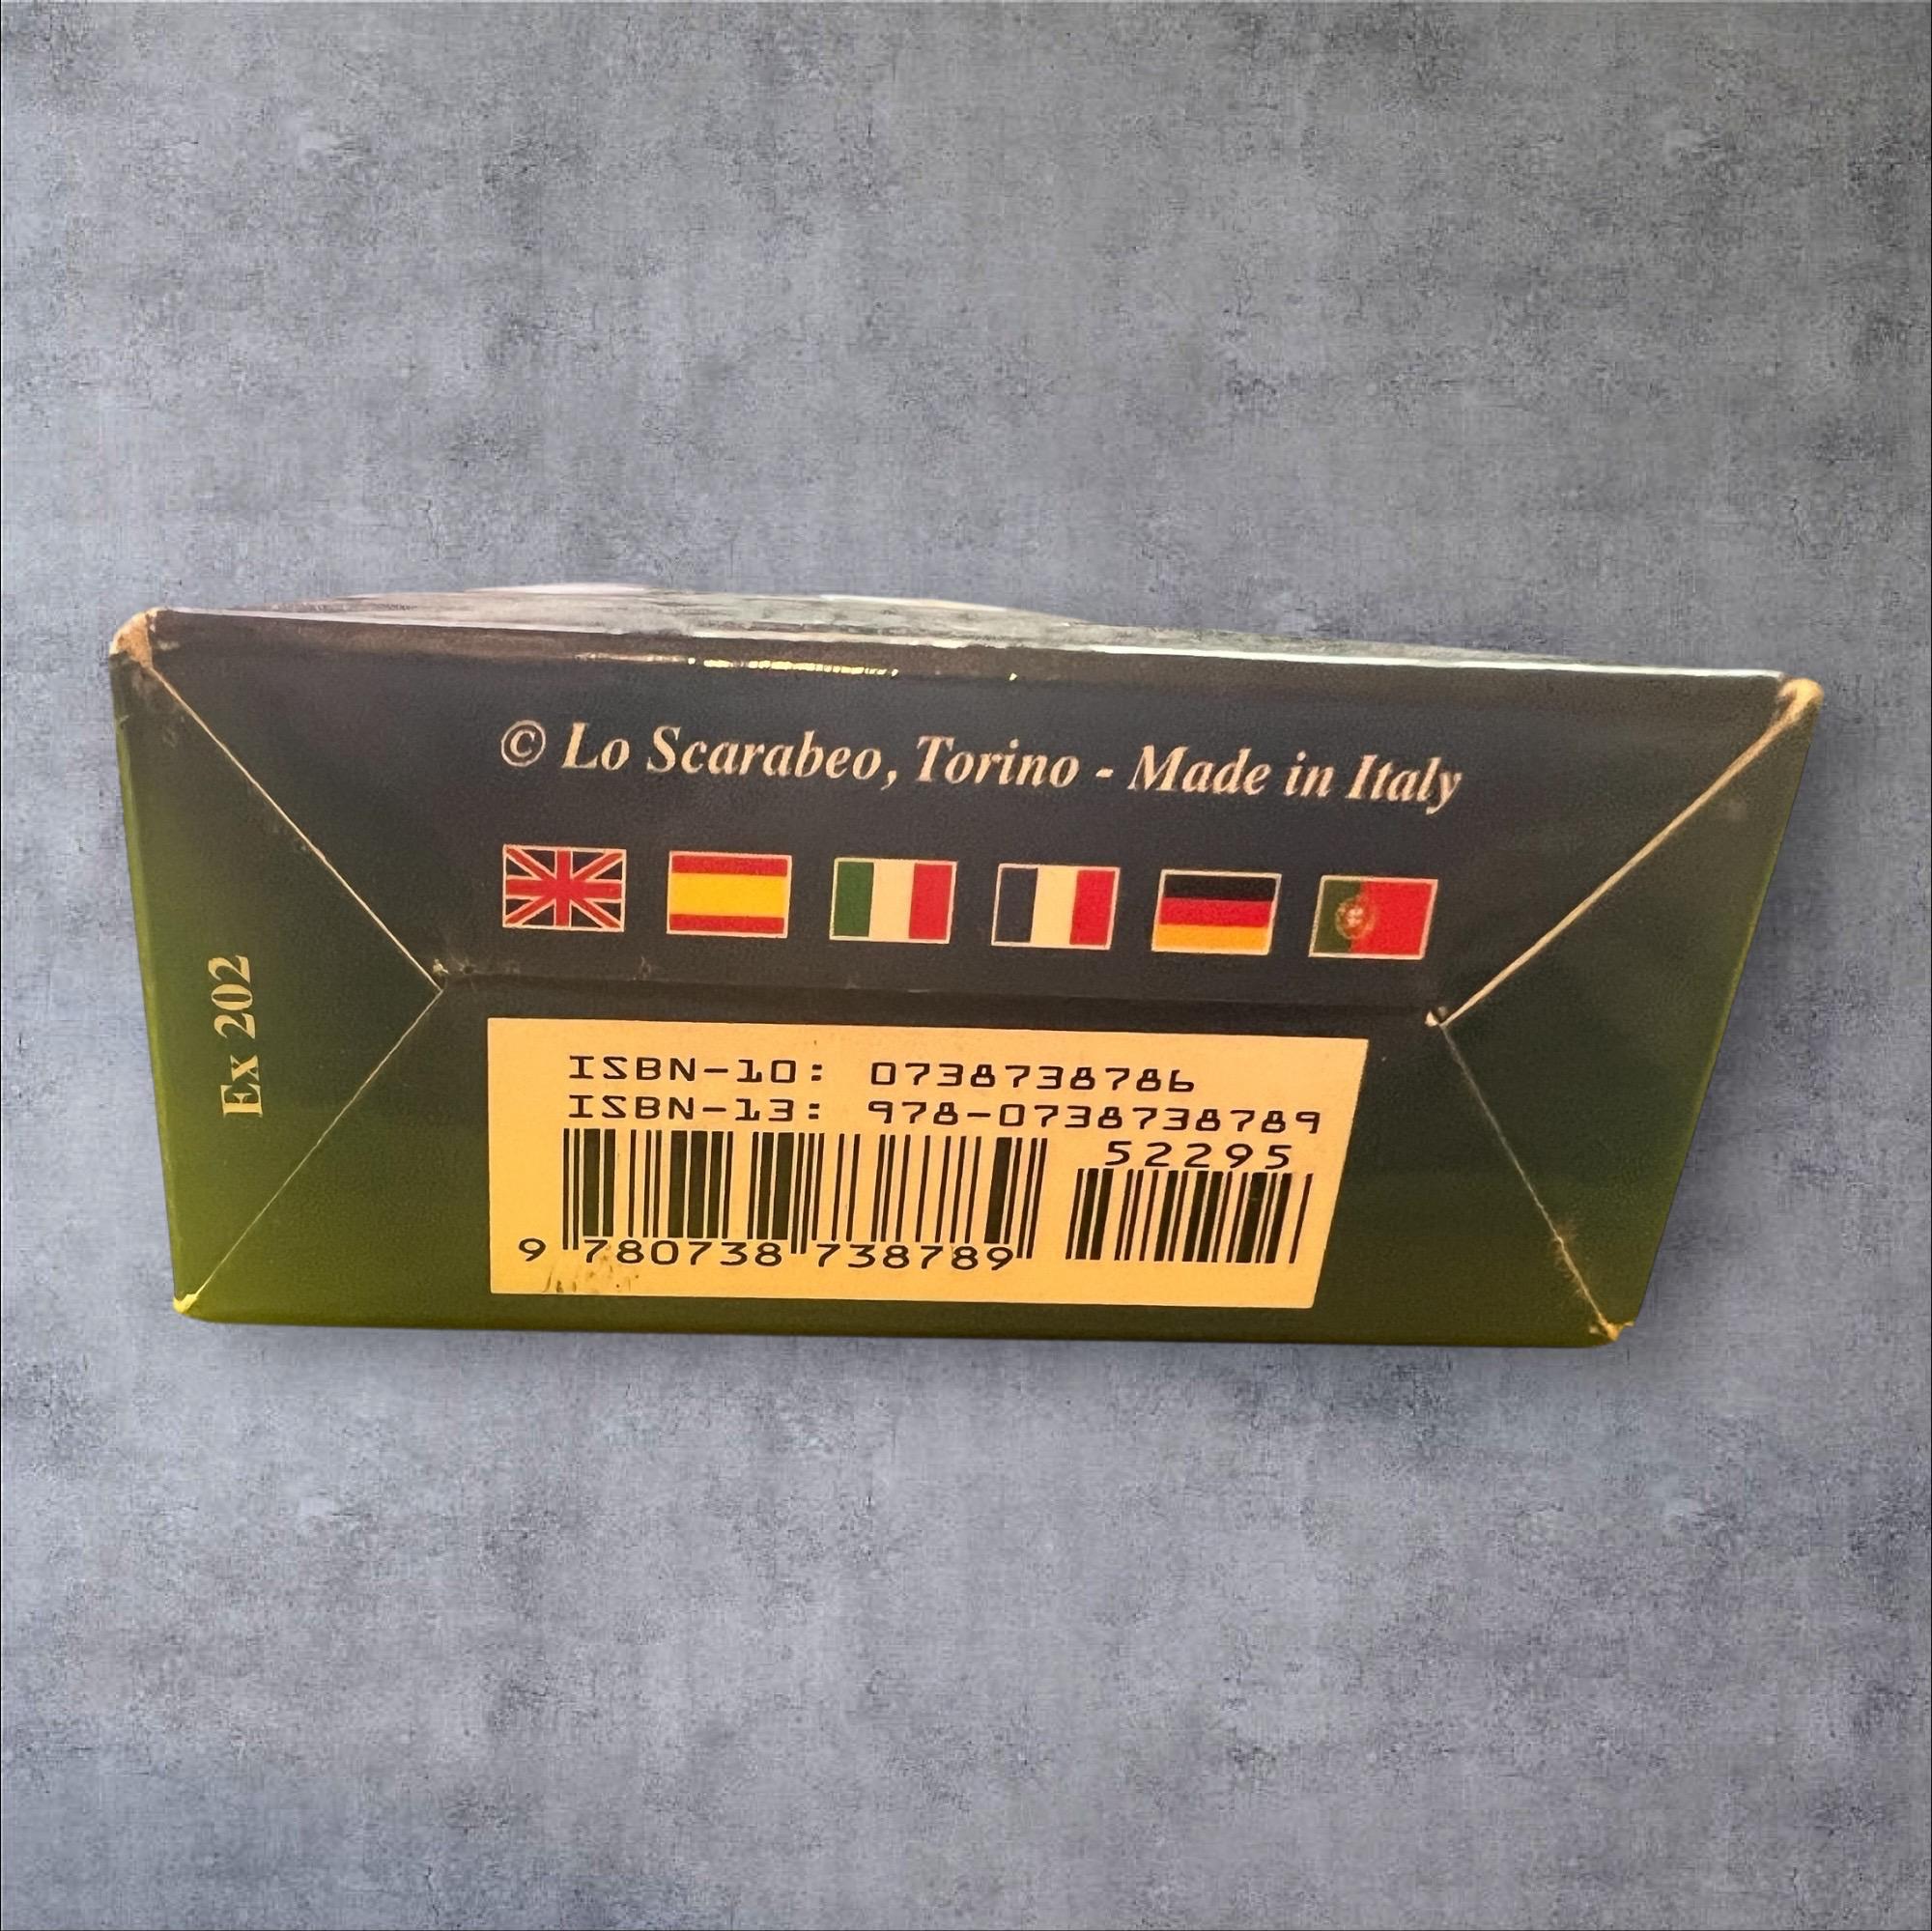 © Lo Scarabeo, Torino - Made in Italy
Ex 202
ISBN-10: 0738738786
ISBN-13: 978-0738738789
52295
9 780738 738789